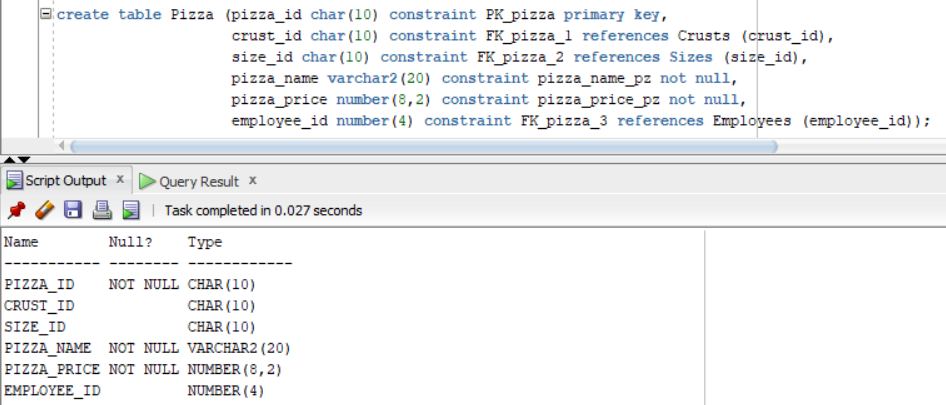 create table Pizza (pizza_id char(10) constraint PK_pizza primary key,
crust_id char(10) constraint FK_pizza_1 references Crusts (crust_id),
size_id char(10) constraint FK_pizza_2 references Sizes (size_id),
pizza_name varchar2(20) constraint pizza_name_pz not null,
pizza_price number(8,2) constraint pizza_price_pz not null,
employee_id number(4) constraint FK_pizza_3 references Employees (employee_id));
Script Output x Query Result x
Task completed in 0.027 seconds
Name Null? Type
----------- -------- ------------
PIZZA_ID NOT NULL CHAR(10)
CRUST_ID CHAR(10)
SIZE_ID CHAR(10)
PIZZA_NAME NOT NULL VARCHAR2(20)
PIZZA_PRICE NOT NULL NUMBER(8,2)
EMPLOYEE_ID NUMBER(4)